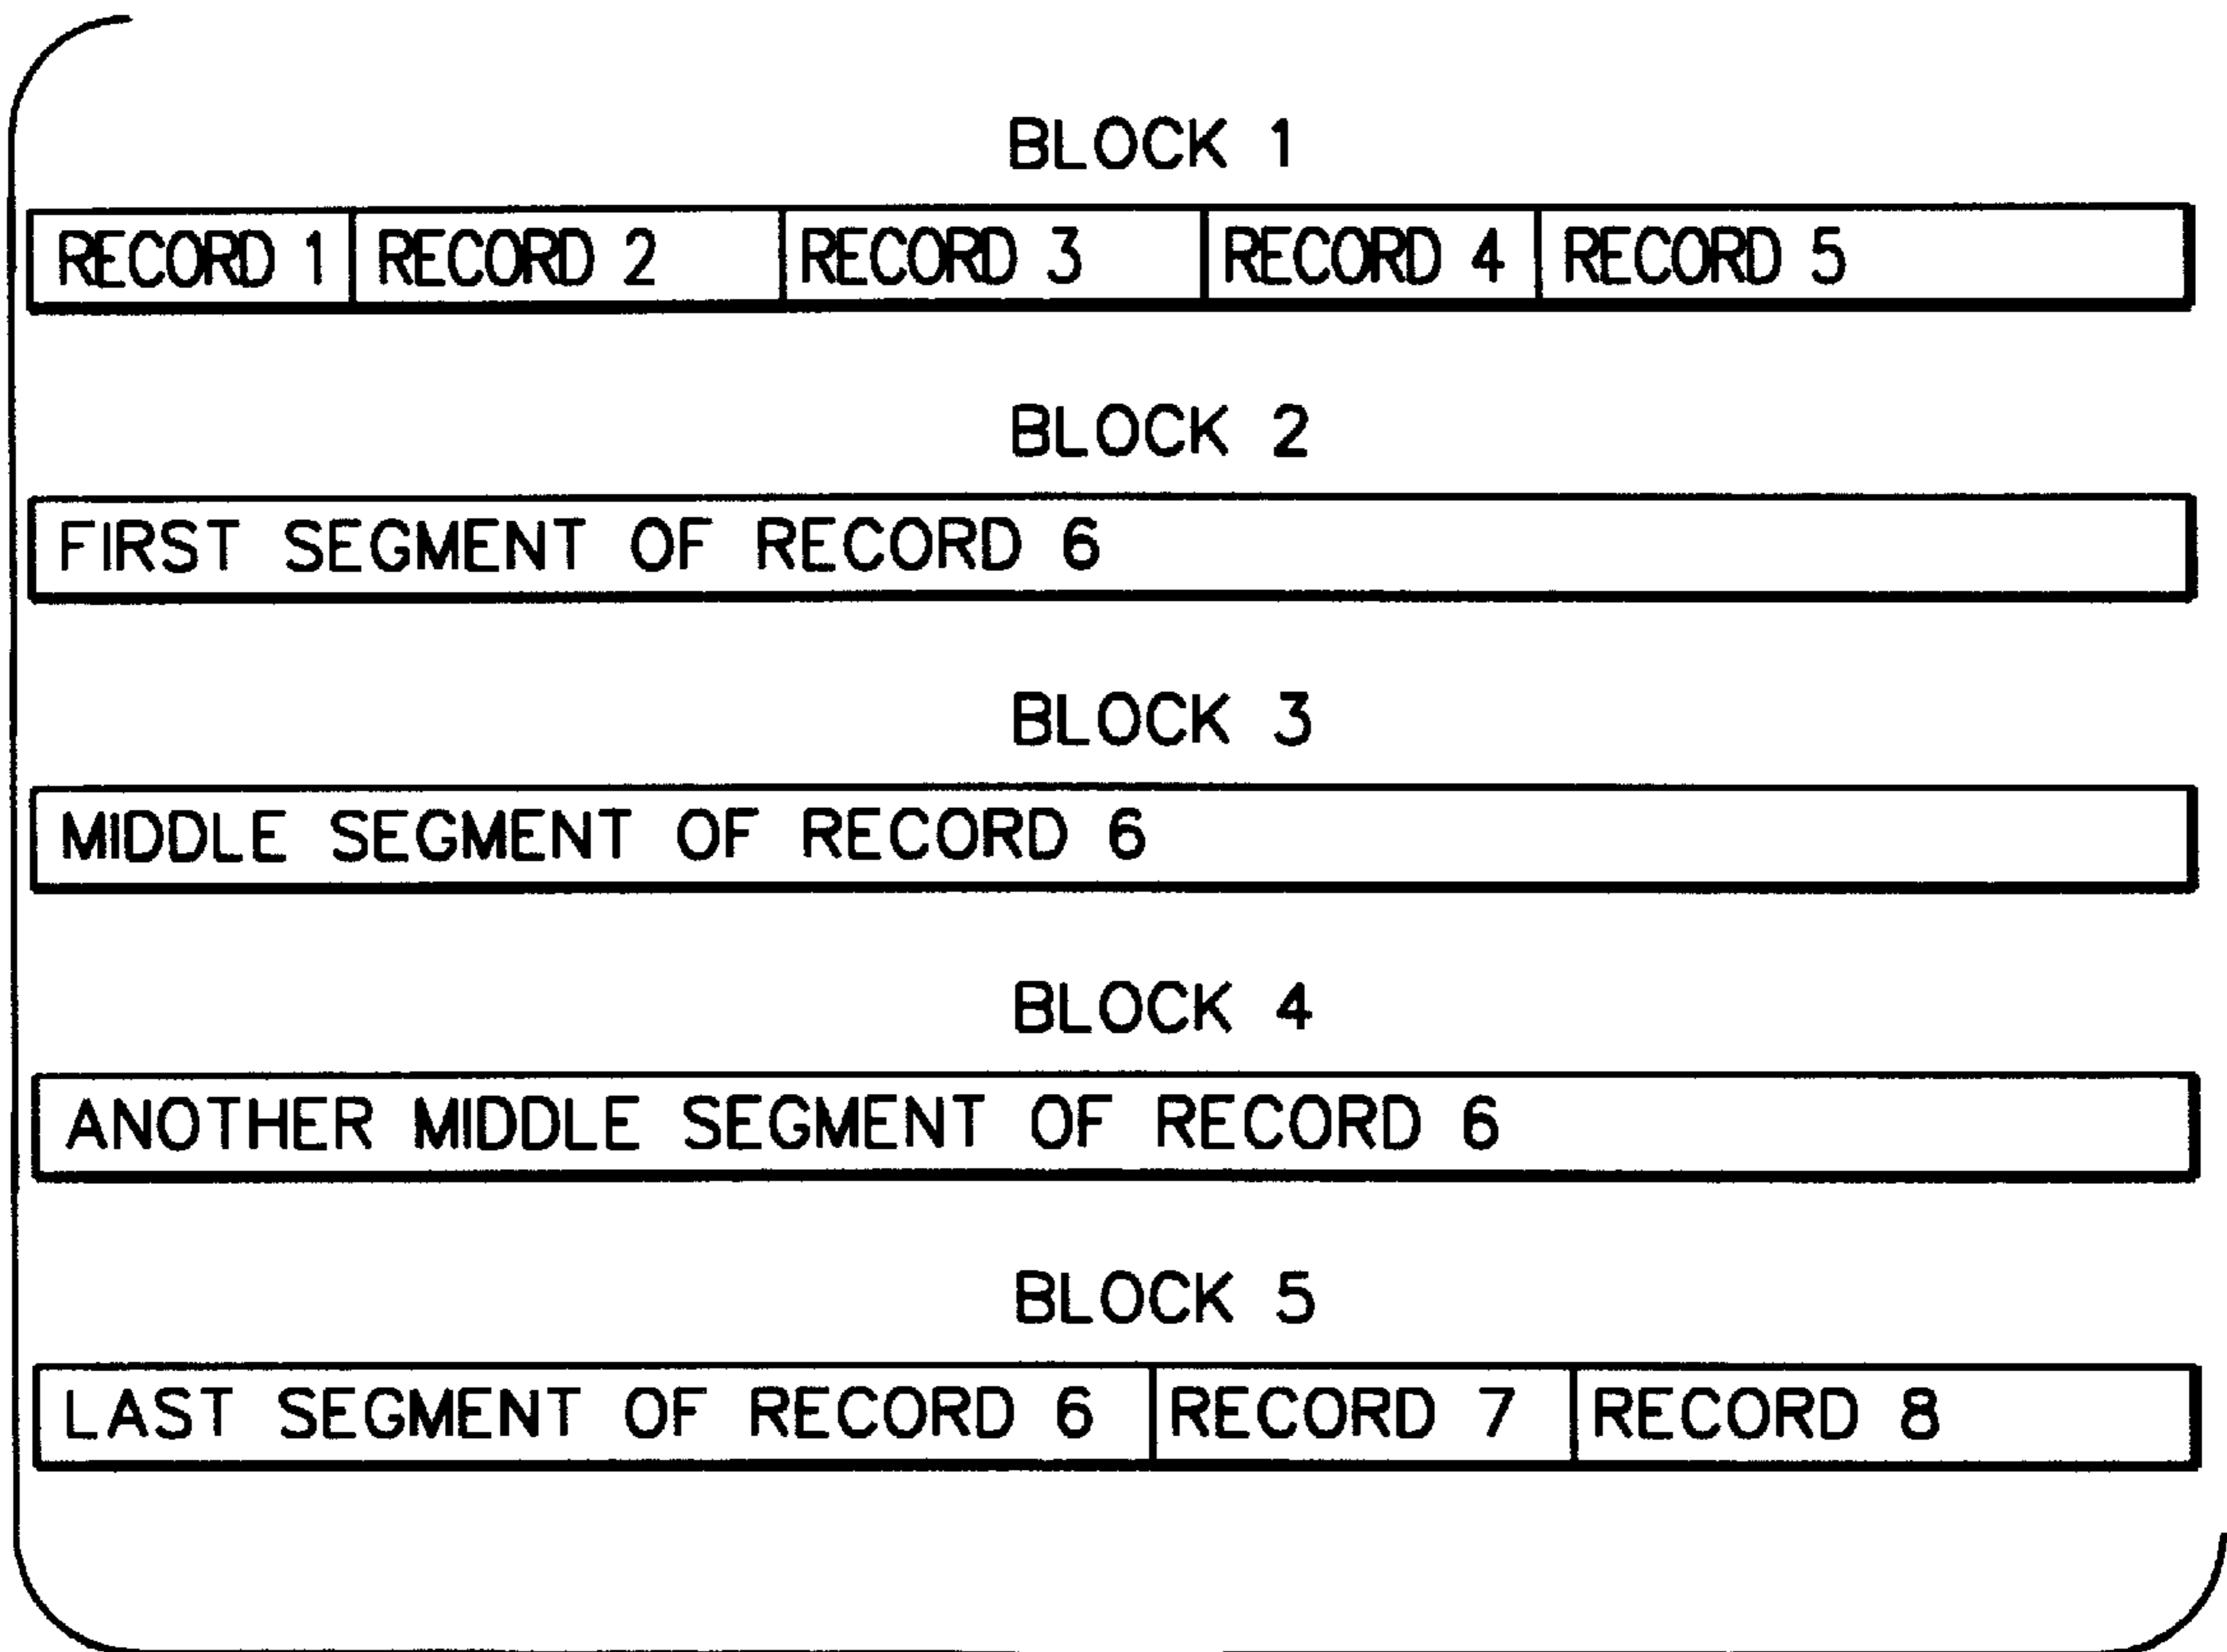 BLOCK 1
RECORD 1 RECORD 2 RECORD 3 RECORD 4 RECORD 5
BLOCK 2
FIRST SEGMENT OF RECORD 6
BLOCK 3
MIDDLE SEGMENT OF RECORD 6
BLOCK 4
ANOTHER MIDDLE SEGMENT OF RECORD 6
BLOCK 5
LAST SEGMENT OF RECORD 6 RECORD 7 RECORD 8